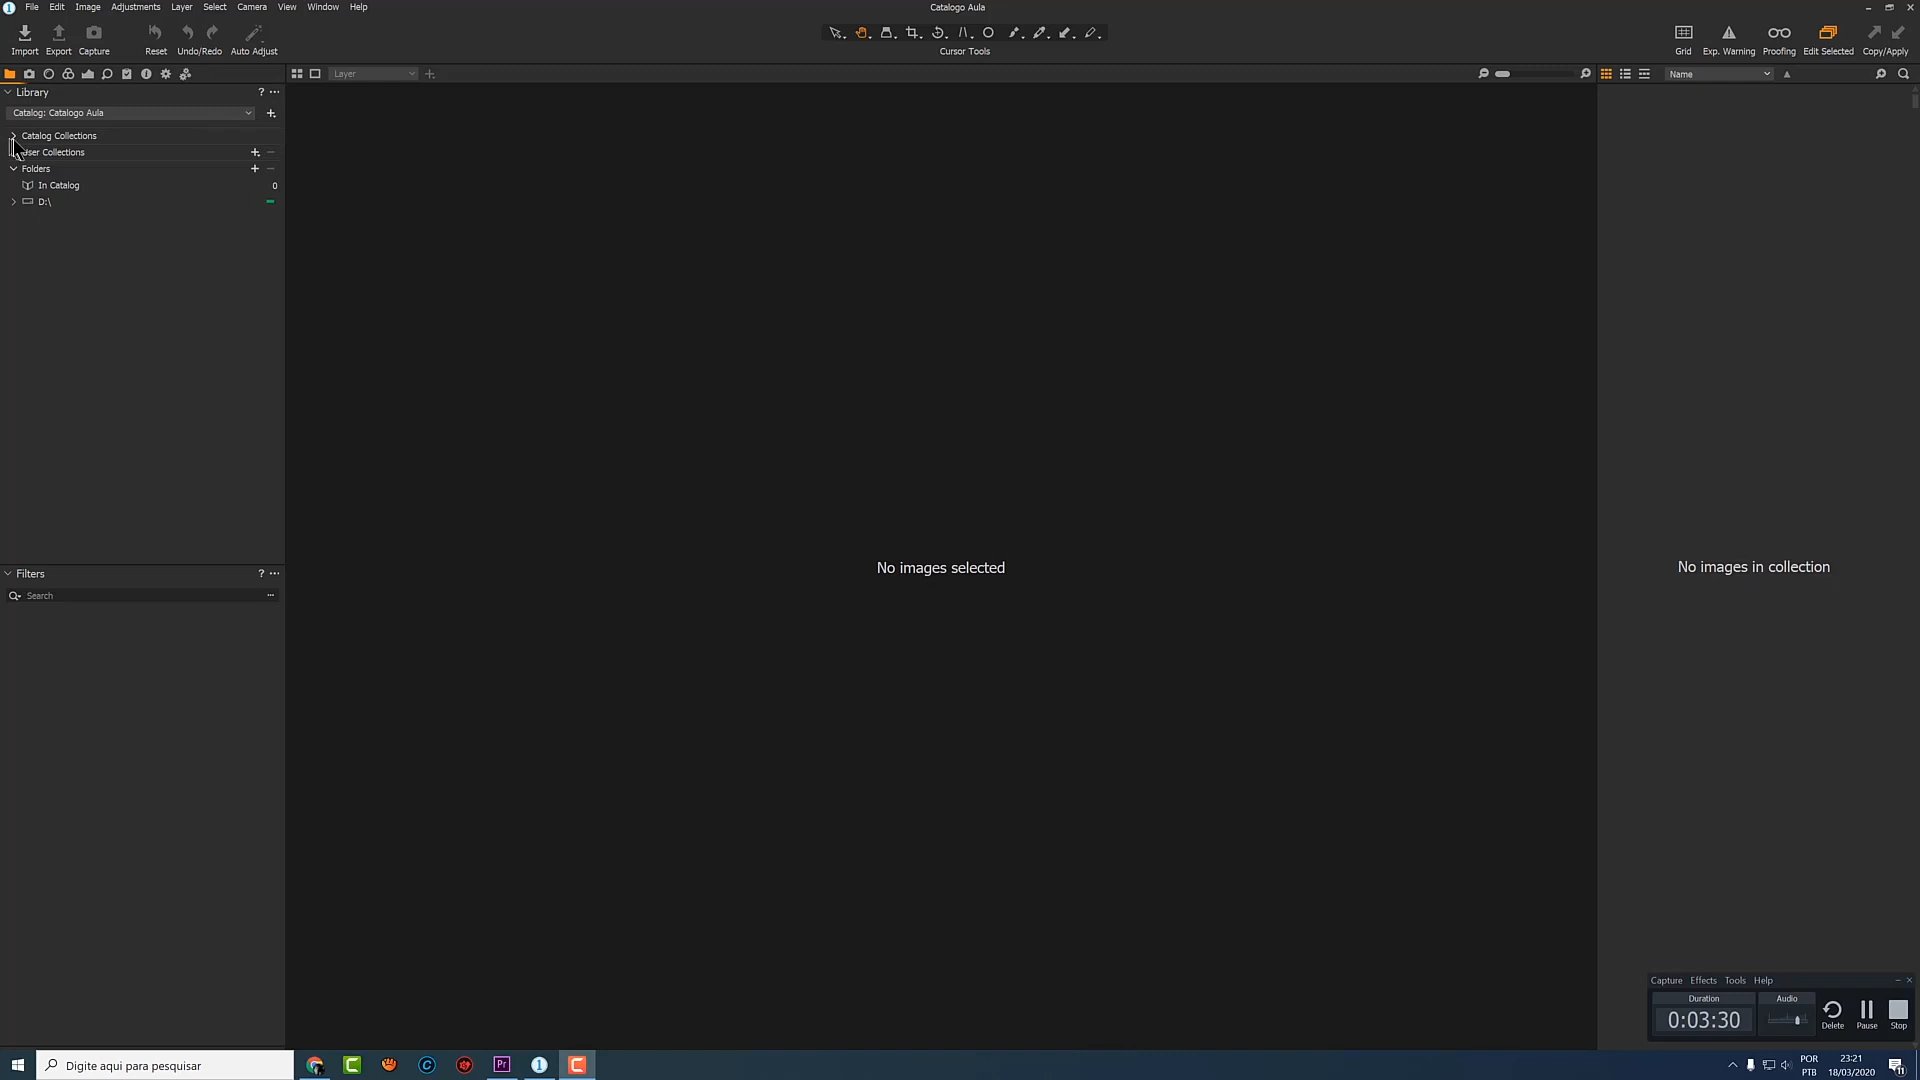 File Edit Image Adjustments Layer Select Camera View Window Help
Catalogo Aula
Import Export Capture Reset Undo/Redo Auto Adjust
Cursor Tools
Grid Exp. Warning Proofing Edit Selected Copy/Apply
Layer
Name
Library
?
Catalog: Catalogo Aula
Catalog Collections
User Collections
Folders
In Catalog 0
D:\
No images selected
No images in collection
Filters
?
Search
Capture Effects Tools Help
Duration Audio
0:03:30
Delete Pause Stop
Digite aqui para pesquisar
Pr
POR
PTB
23:21
18/03/2020